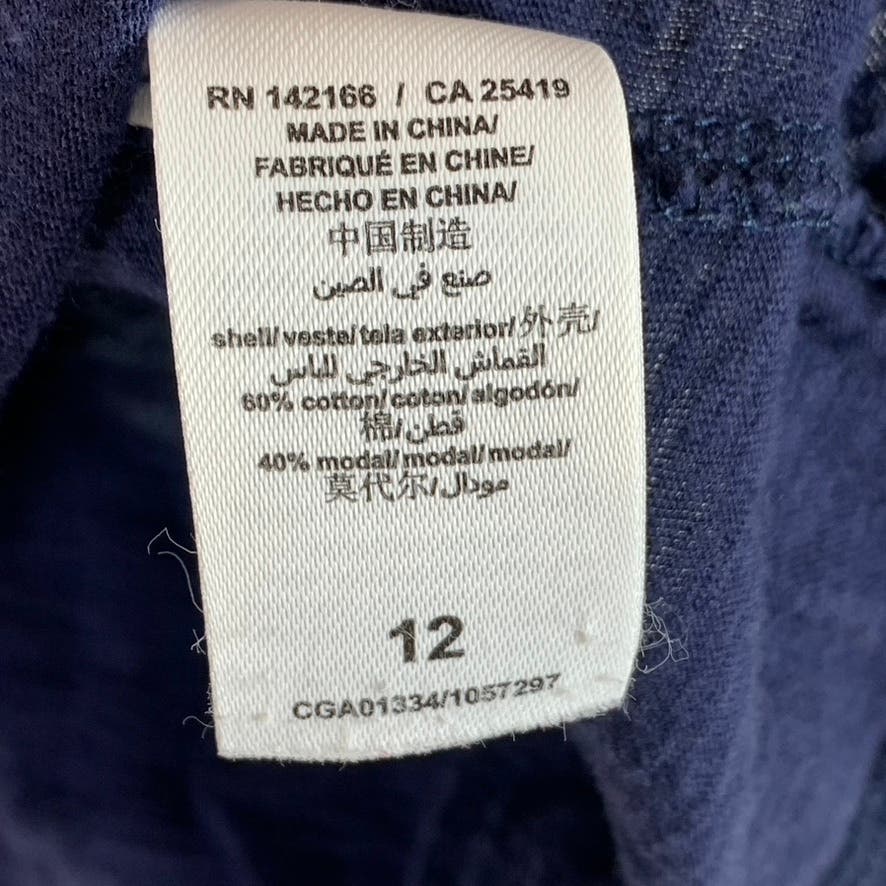 RN 142166 / CA 25419
MADE IN CHINA/
FABRIQUÉ EN CHINE/
HECHO EN CHINA/
中国制造
صنع في الصين
shell/veste/tela exterior/外壳/
القماش الخارجي للباس
60% cotton/coton/algodón/
棉/قطن
40% modal/modal/modal/
莫代尔/مودال
12
CGA01334/1057297